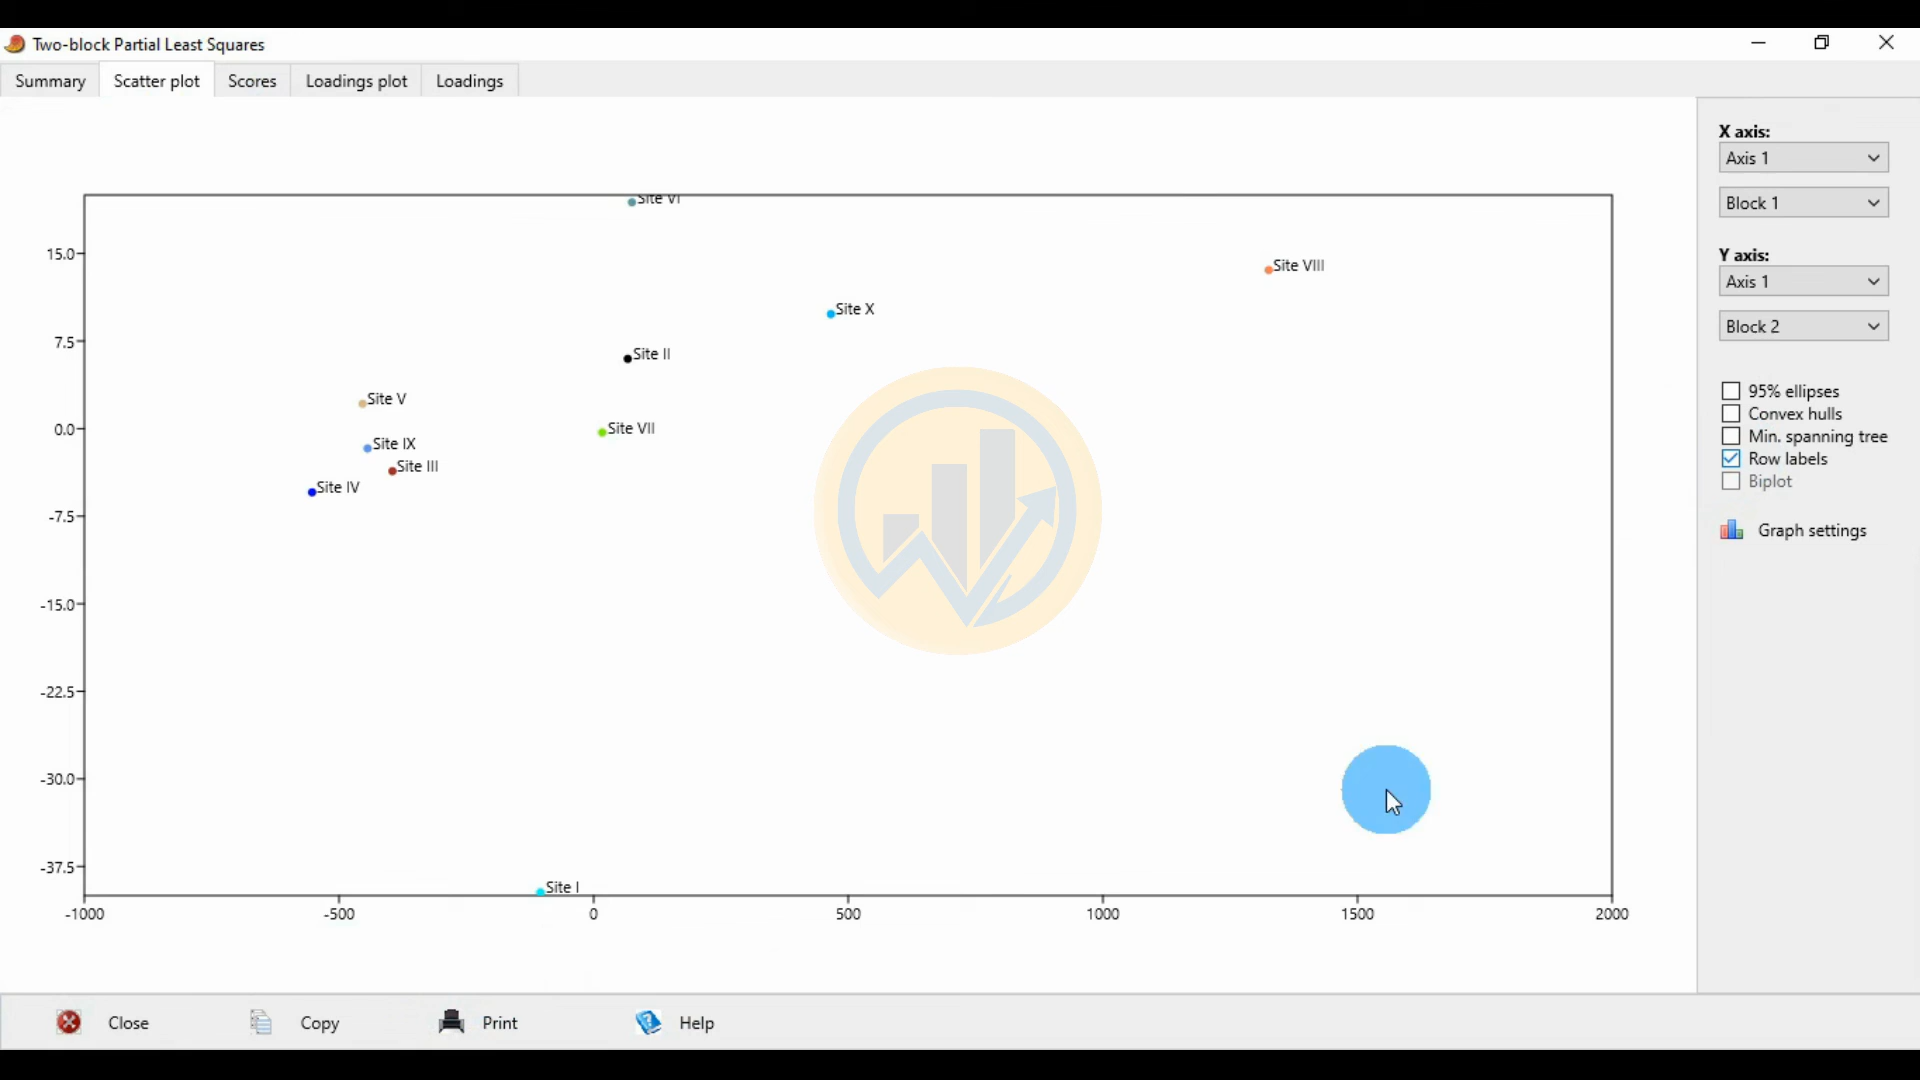 Two-block Partial Least Squares
Summary Scatter plot Scores Loadings plot Loadings
X axis:
Axis 1
Block 1
Y axis:
Axis 1
Block 2
95% ellipses
Convex hulls
Min. spanning tree
Row labels
Biplot
Graph settings
Site VI
15.0
Site VIII
Site X
7.5
Site II
Site V
0.0
Site VII
Site IX
Site III
Site IV
-7.5
-15.0
-22.5
-30.0
-37.5
Site I
-1000 -500 0 500 1000 1500 2000
Close Copy Print Help